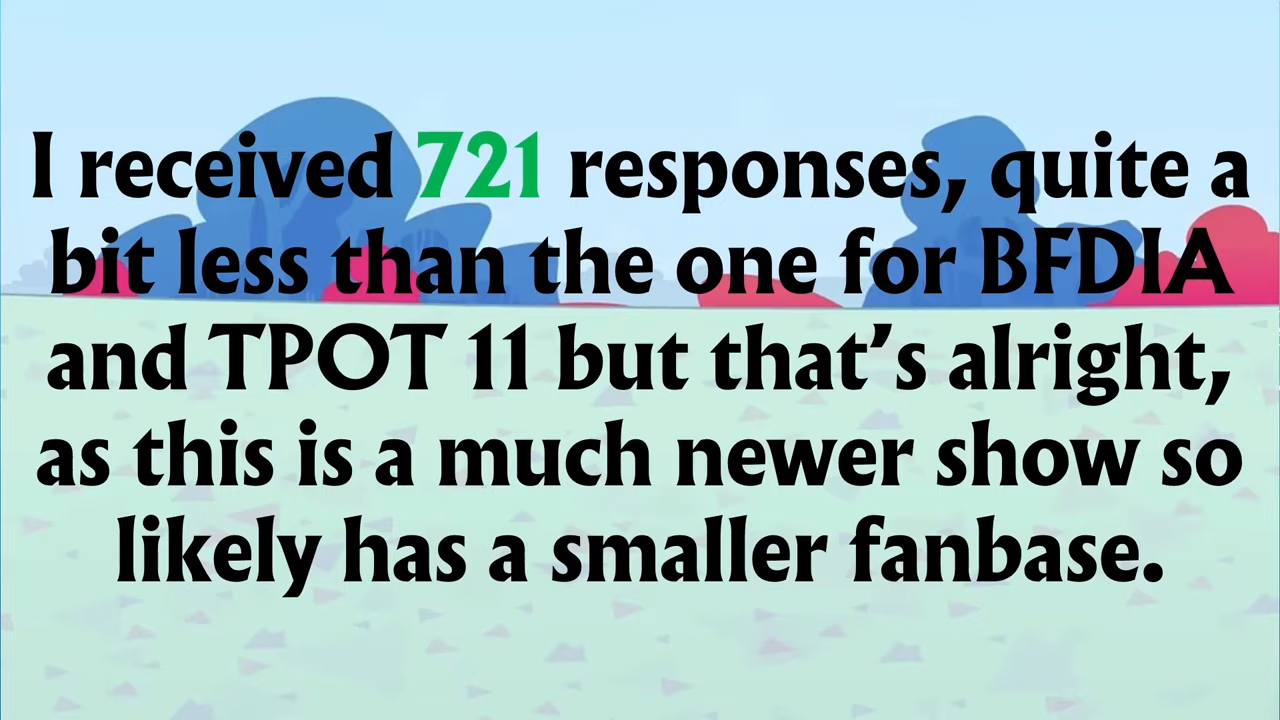 I received 721 responses, quite a
bit less than the one for BFDIA
and TPOT 11 but that’s alright,
as this is a much newer show so
likely has a smaller fanbase.